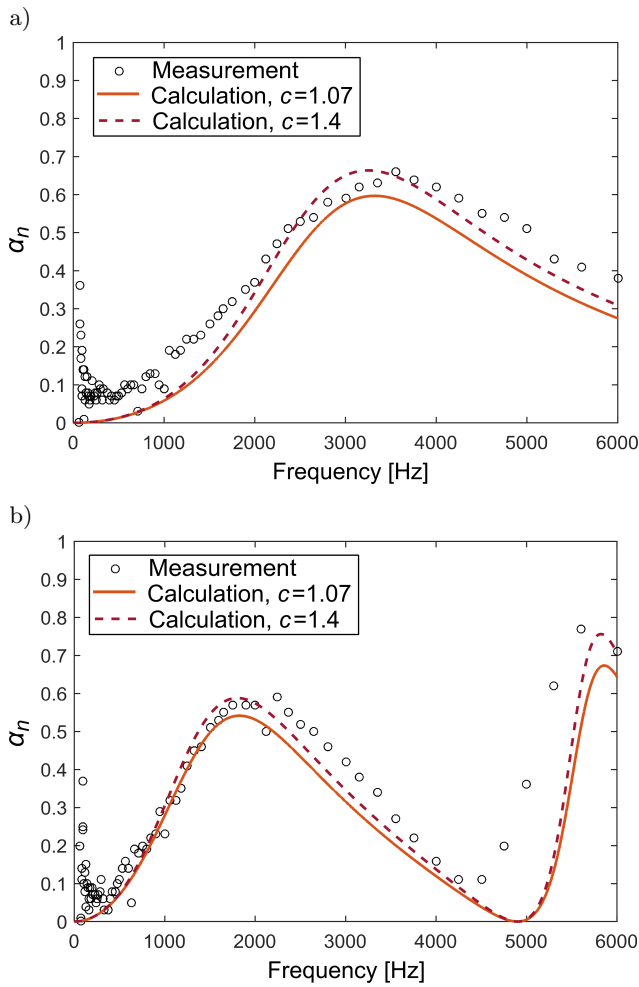 a)
1
0.9
0.8
0.7
0.6
0.5
0.4
0.3
0.2
0.1
0
αn
Measurement
Calculation, c=1.07
Calculation, c=1.4
0 1000 2000 3000 4000 5000 6000
Frequency [Hz]
b)
1
0.9
0.8
0.7
0.6
0.5
0.4
0.3
0.2
0.1
0
αn
Measurement
Calculation, c=1.07
Calculation, c=1.4
0 1000 2000 3000 4000 5000 6000
Frequency [Hz]